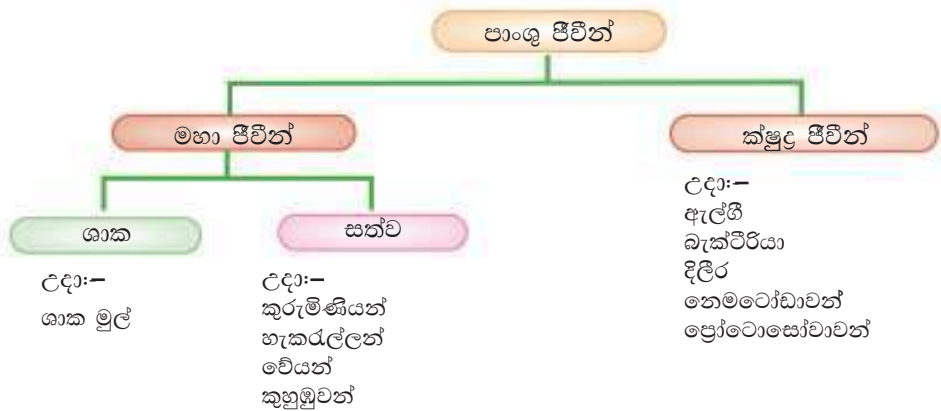 පාංශු ජීවීන්
මහා ජීවීන්
ක්ෂුද්‍ර ජීවීන්
ශාක
උදා:–
ශාක මුල්
සත්ව
උදා:–
කුරුමිණියන්
හැකරැල්ලන්
වේයන්
කුහුඹුවන්
උදා:–
ඇල්ගී
බැක්ටීරියා
දිලීර
නෙමටෝඩාවන්
ප්‍රෝටොසෝවාවන්